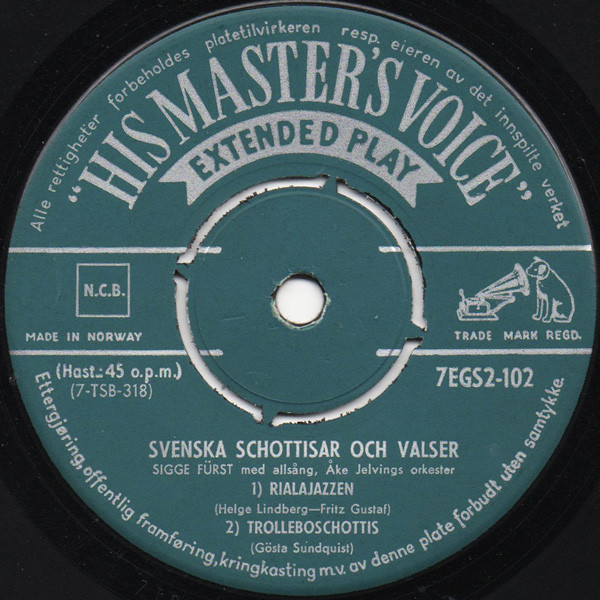 Alle rettigheter forbeholdes platetilvirkeren resp. eieren av det innspilte verket
"HIS MASTER'S VOICE"
EXTENDED PLAY
N.C.B.
MADE IN NORWAY
TRADE MARK REGD.
(Hast.: 45 o.p.m.)
(7-TSB-318)
7EGS2-102
SVENSKA SCHOTTISAR OCH VALSER
SIGGE FÜRST med allsång, Åke Jelvings orkester
1) RIALAJAZZEN
(Helge Lindberg—Fritz Gustaf)
2) TROLLEBOSCHOTTIS
(Gösta Sundquist)
Ettergjøring, offentlig framføring, kringkasting m.v. av denne plate forbudt uten samtykke.